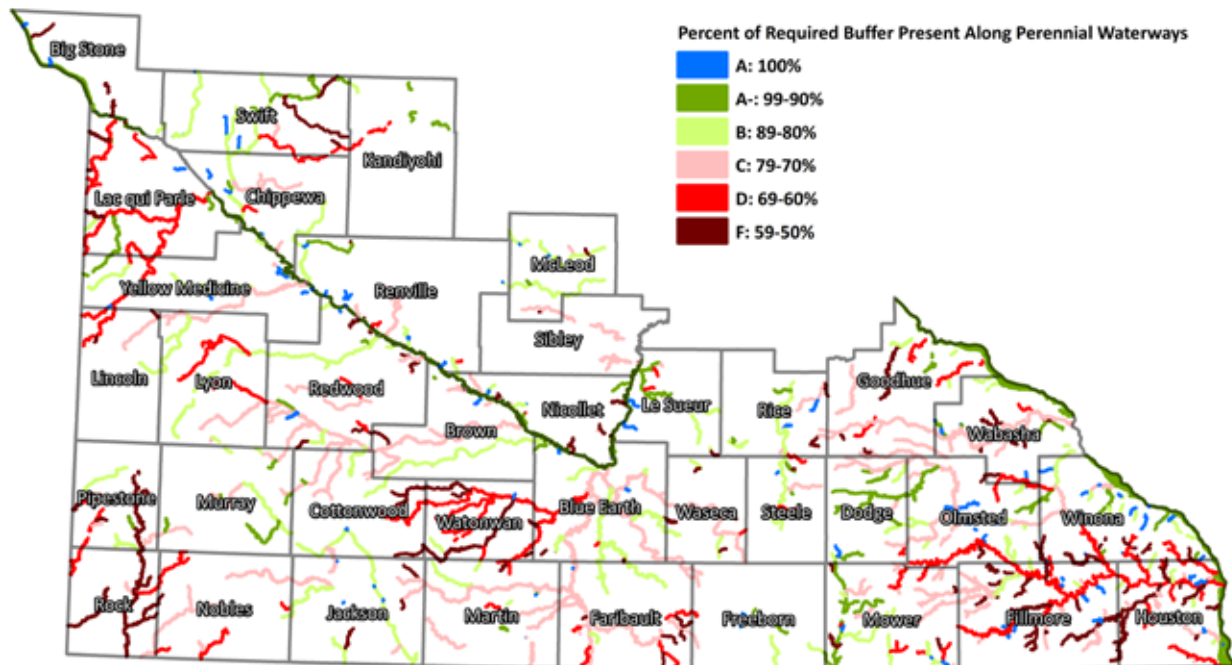 Percent of Required Buffer Present Along Perennial Waterways
A: 100%
A-: 99-90%
B: 89-80%
C: 79-70%
D: 69-60%
F: 59-50%
Big Stone
Swift
Kandiyohi
Lac qui Parle
Chippewa
McLeod
Yellow Medicine
Renville
Sibley
Lincoln
Lyon
Redwood
Nicollet
Le Sueur
Rice
Goodhue
Brown
Wabasha
Pipestone
Murray
Cottonwood
Watonwan
Blue Earth
Waseca
Steele
Dodge
Olmsted
Winona
Rock
Nobles
Jackson
Martin
Faribault
Freeborn
Mower
Fillmore
Houston